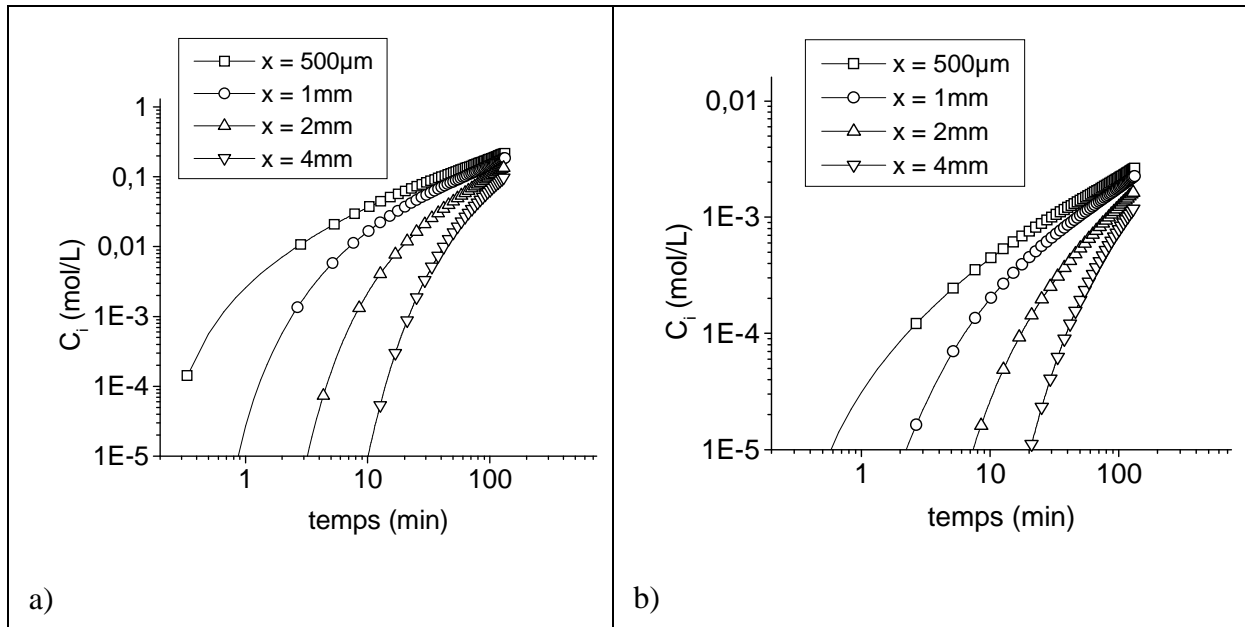 x = 500µm
x = 1mm
x = 2mm
x = 4mm
1
0,1
0,01
1E-3
1E-4
1E-5
C_i (mol/L)
1
10
100
temps (min)
a)
x = 500µm
x = 1mm
x = 2mm
x = 4mm
0,01
1E-3
1E-4
1E-5
C_i (mol/L)
1
10
100
temps (min)
b)